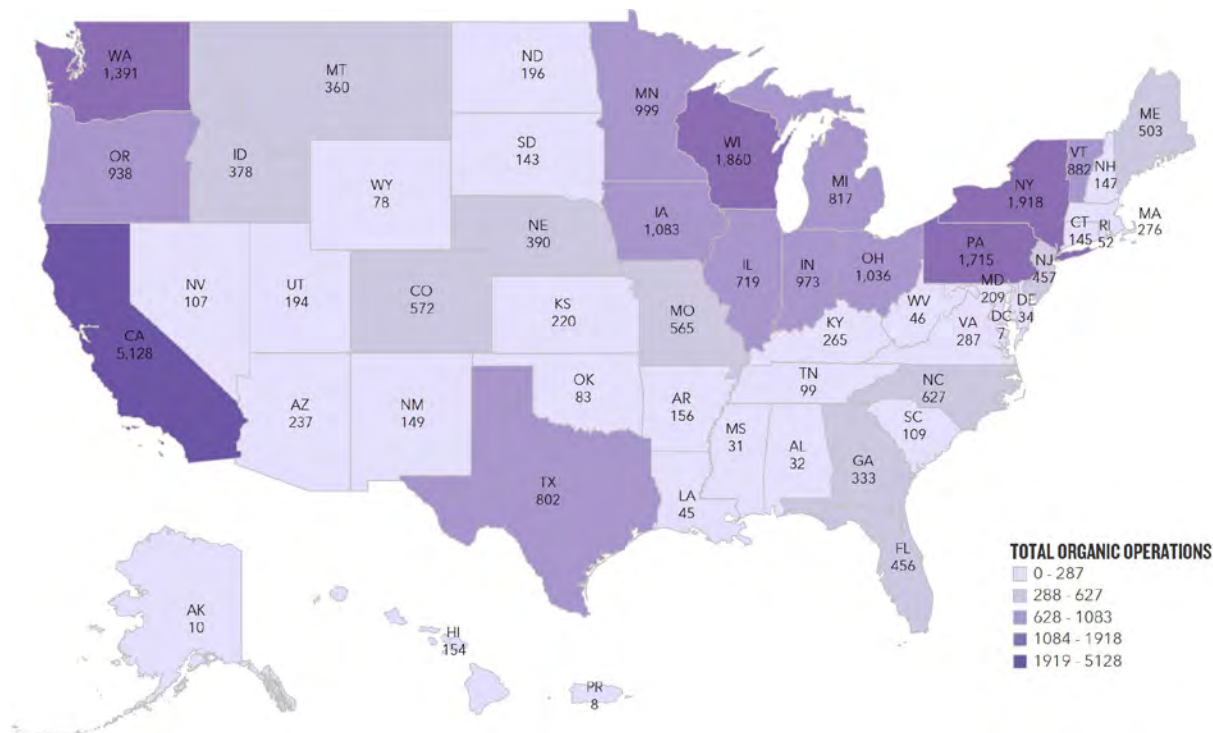 WA
1,391
MT
360
ND
196
MN
999
ME
503
OR
938
ID
378
SD
143
WI
1,860
VT
882
NH
147
WY
78
MI
817
NY
1,918
MA
276
CT
145
RI
52
IA
1,083
NE
390
PA
1,715
NJ
457
NV
107
UT
194
CO
572
KS
220
MO
565
IL
719
IN
973
OH
1,036
MD
209
DE
34
DC
7
WV
46
VA
287
KY
265
CA
5,128
AZ
237
NM
149
OK
83
AR
156
TN
99
NC
627
SC
109
MS
31
AL
32
GA
333
TX
802
LA
45
FL
456
AK
10
HI
154
PR
8
TOTAL ORGANIC OPERATIONS
0 - 287
288 - 627
628 - 1083
1084 - 1918
1919 - 5128